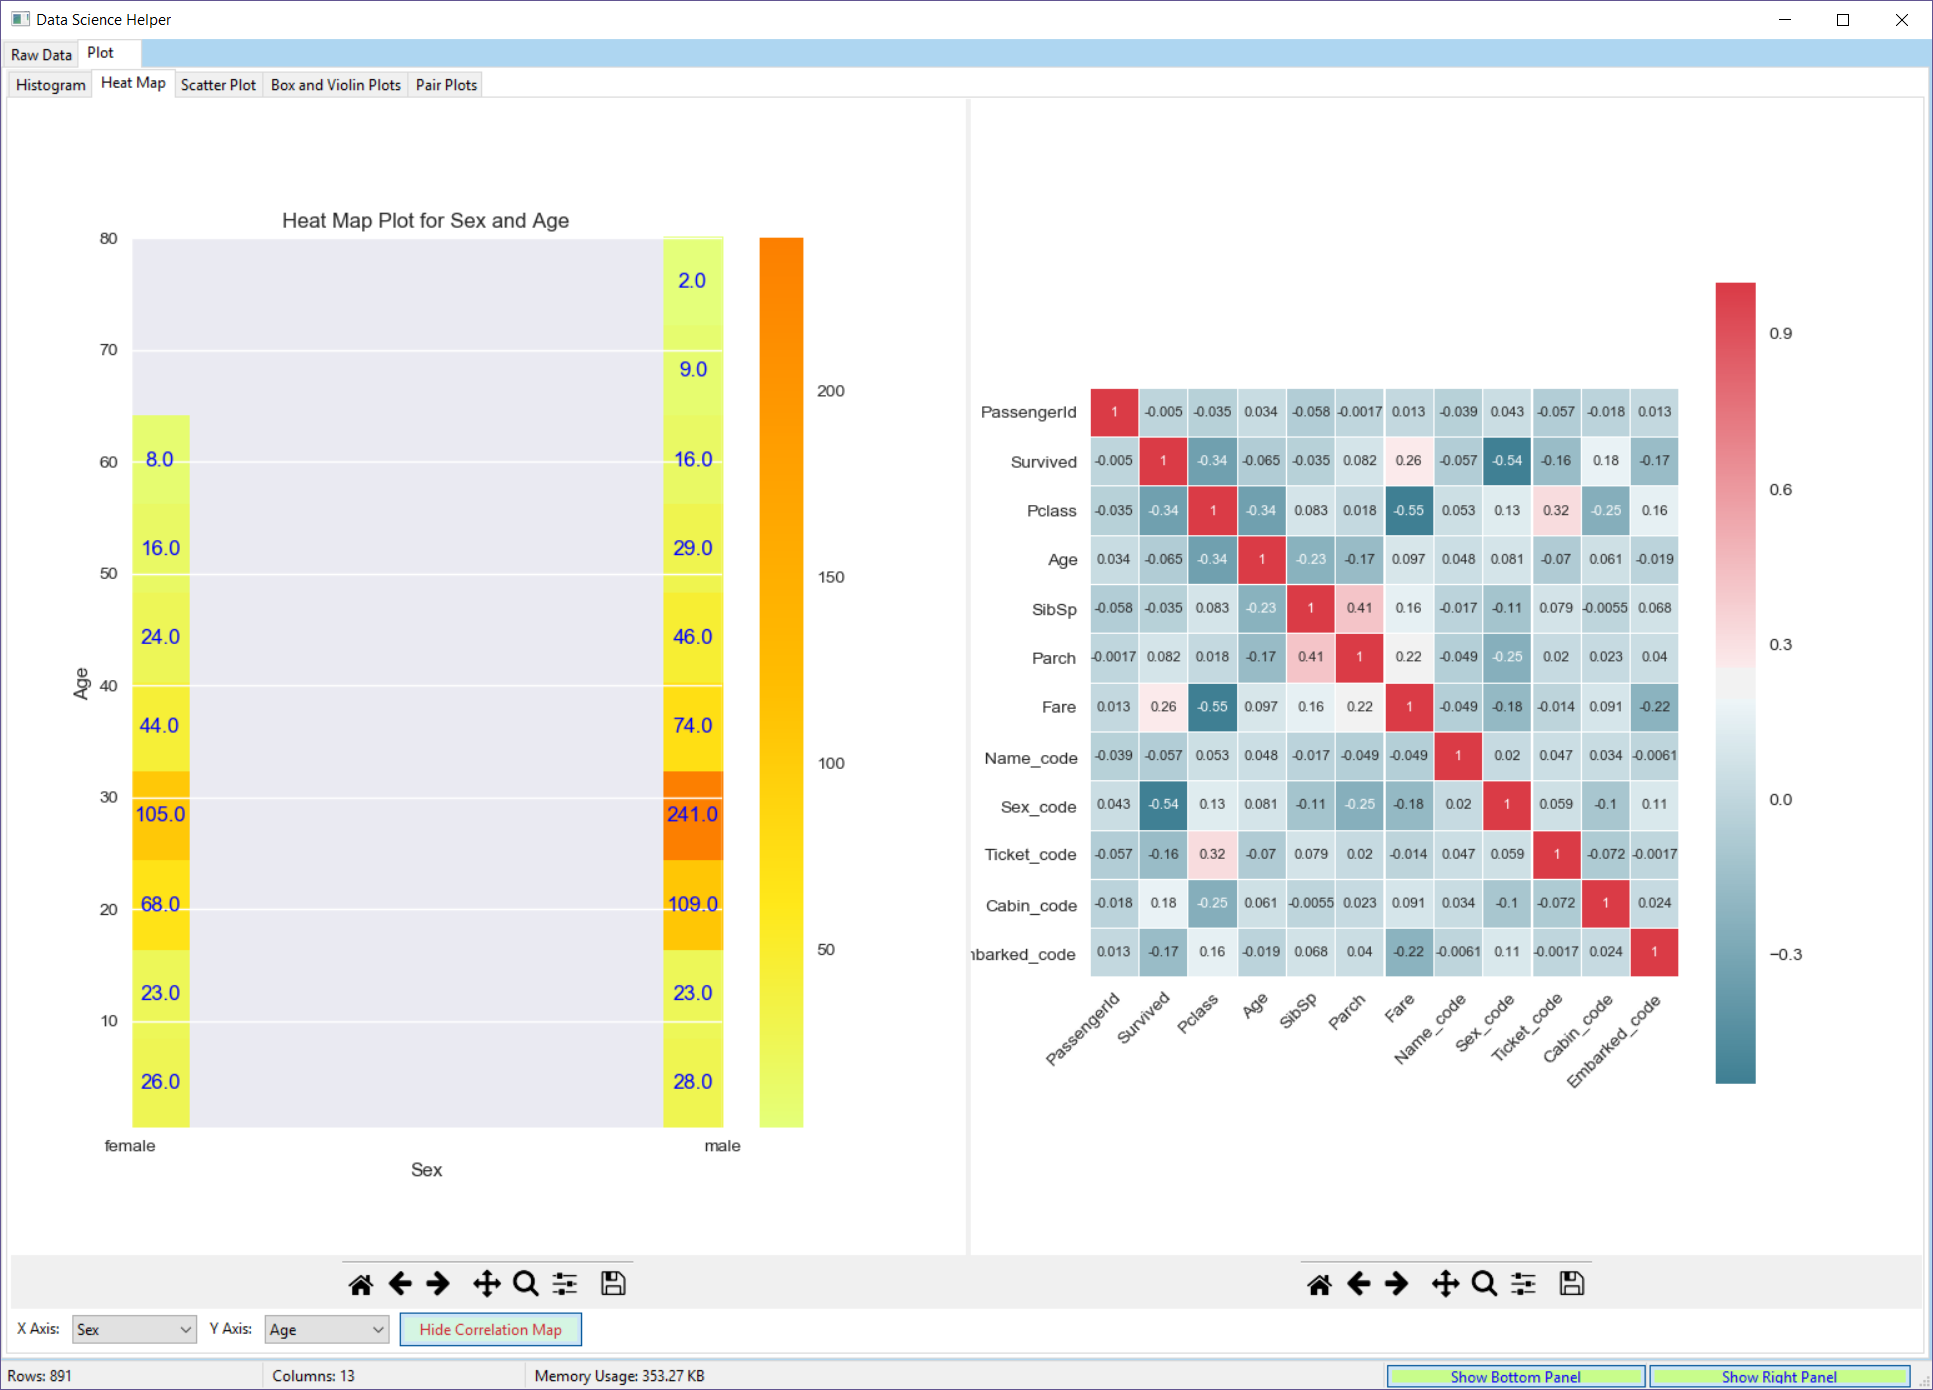 Data Science Helper
Raw Data Plot
Histogram Heat Map Scatter Plot Box and Violin Plots Pair Plots
Heat Map Plot for Sex and Age
80
70
60
50
40
30
20
10
Age
8.0
16.0
24.0
44.0
105.0
68.0
23.0
26.0
2.0
9.0
16.0
29.0
46.0
74.0
241.0
109.0
23.0
28.0
female male
Sex
200
150
100
50
PassengerId 1 -0.005 -0.035 0.034 -0.058 -0.0017 0.013 -0.039 0.043 -0.057 -0.018 0.013
Survived -0.005 1 -0.34 -0.065 -0.035 0.082 0.26 -0.057 -0.54 -0.16 0.18 -0.17
Pclass -0.035 -0.34 1 -0.34 0.083 0.018 -0.55 0.053 0.13 0.32 -0.25 0.16
Age 0.034 -0.065 -0.34 1 -0.23 -0.17 0.097 0.048 0.081 -0.07 0.061 -0.019
SibSp -0.058 -0.035 0.083 -0.23 1 0.41 0.16 -0.017 -0.11 0.079 -0.0055 0.068
Parch -0.0017 0.082 0.018 -0.17 0.41 1 0.22 -0.049 -0.25 0.02 0.023 0.04
Fare 0.013 0.26 -0.55 0.097 0.16 0.22 1 -0.049 -0.18 -0.014 0.091 -0.22
Name_code -0.039 -0.057 0.053 0.048 -0.017 -0.049 -0.049 1 0.02 0.047 0.034 -0.0061
Sex_code 0.043 -0.54 0.13 0.081 -0.11 -0.25 -0.18 0.02 1 0.059 -0.1 0.11
Ticket_code -0.057 -0.16 0.32 -0.07 0.079 0.02 -0.014 0.047 0.059 1 -0.072 -0.0017
Cabin_code -0.018 0.18 -0.25 0.061 -0.0055 0.023 0.091 0.034 -0.1 -0.072 1 0.024
mbarked_code 0.013 -0.17 0.16 -0.019 0.068 0.04 -0.22 -0.0061 0.11 -0.0017 0.024 1
PassengerId Survived Pclass Age SibSp Parch Fare Name_code Sex_code Ticket_code Cabin_code Embarked_code
0.9
0.6
0.3
0.0
−0.3
X Axis: Sex Y Axis: Age Hide Correlation Map
Rows: 891 Columns: 13 Memory Usage: 353.27 KB Show Bottom Panel Show Right Panel